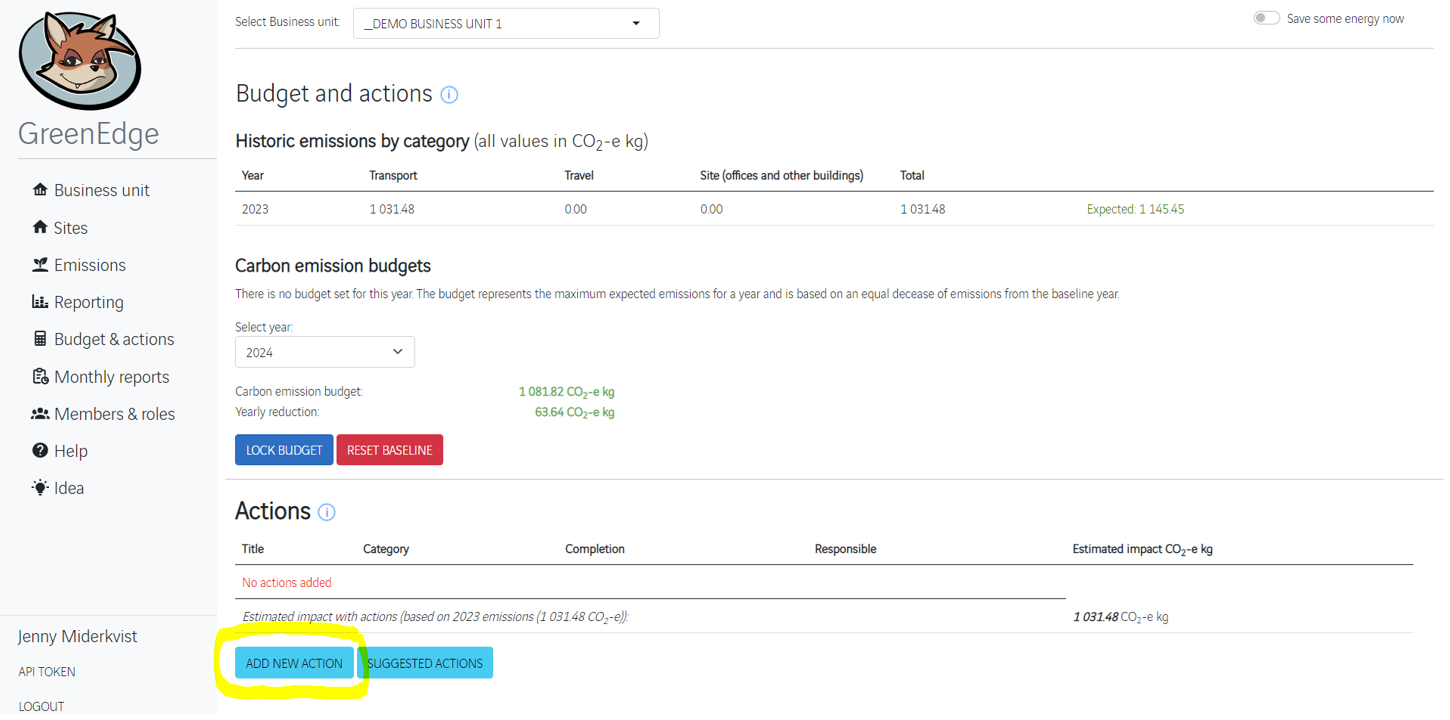 GreenEdge
Business unit
Sites
Emissions
Reporting
Budget & actions
Monthly reports
Members & roles
Help
Idea
Jenny Miderkvist
API TOKEN
LOGOUT
Select Business unit: _DEMO BUSINESS UNIT 1 Save some energy now
Budget and actions
Historic emissions by category (all values in CO2-e kg)
Year Transport Travel Site (offices and other buildings) Total
2023 1 031.48 0.00 0.00 1 031.48 Expected: 1 145.45
Carbon emission budgets
There is no budget set for this year. The budget represents the maximum expected emissions for a year and is based on an equal decease of emissions from the baseline year.
Select year:
2024
Carbon emission budget: 1 081.82 CO2-e kg
Yearly reduction: 63.64 CO2-e kg
LOCK BUDGET RESET BASELINE
Actions
Title Category Completion Responsible Estimated impact CO2-e kg
No actions added
Estimated impact with actions (based on 2023 emissions (1 031.48 CO2-e)): 1 031.48 CO2-e kg
ADD NEW ACTION SUGGESTED ACTIONS